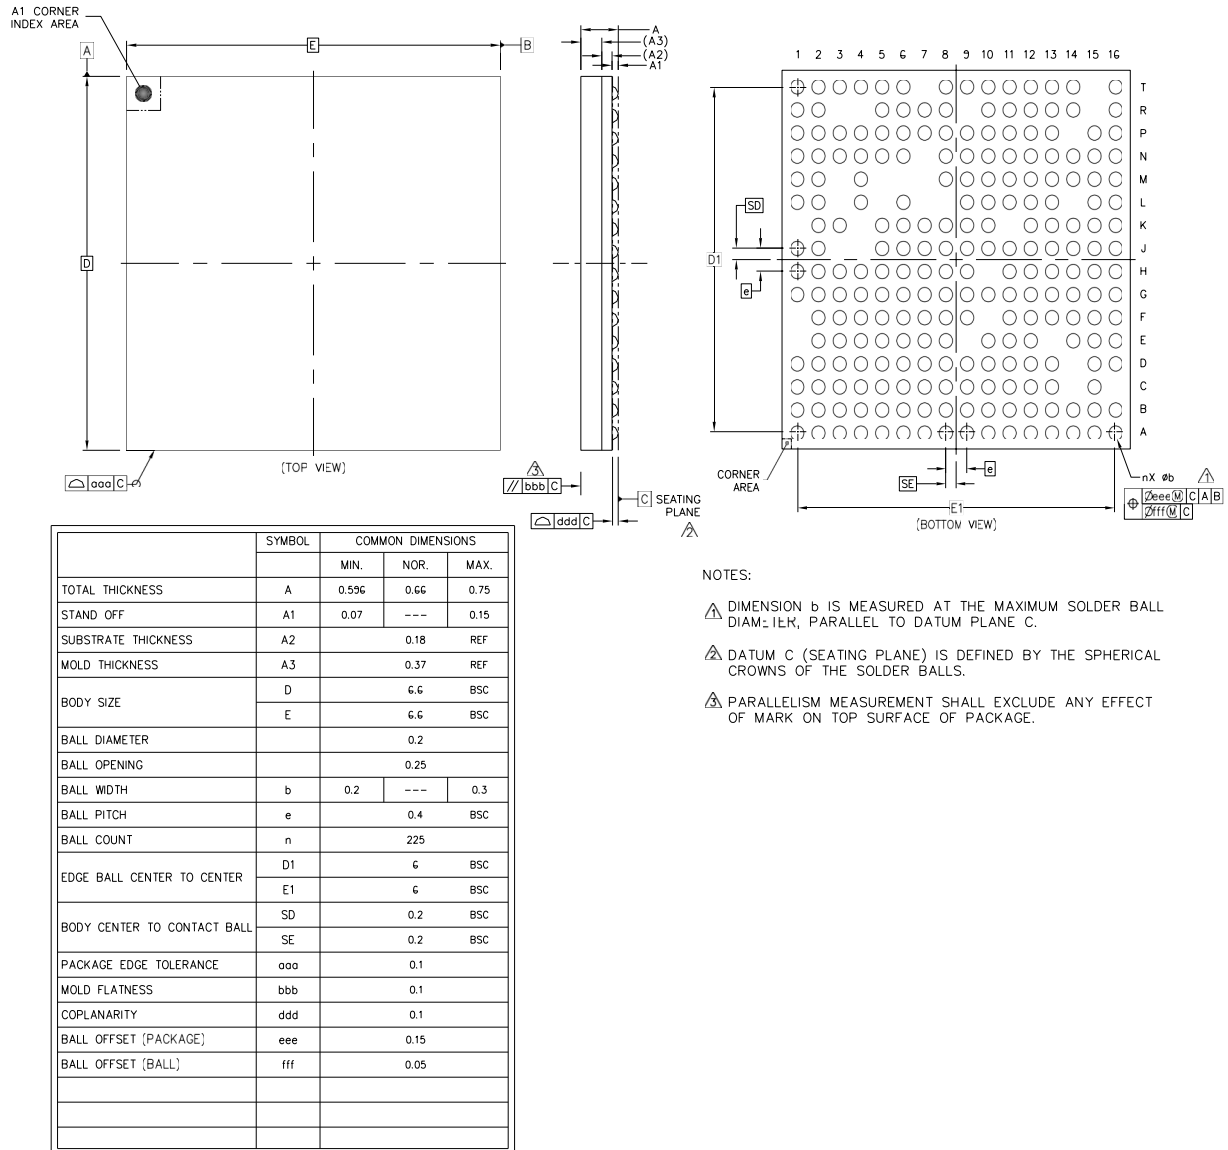 A1 CORNER
INDEX AREA
A
E
B
D
(TOP VIEW)
aaa C
A
(A3)
(A2)
A1
3
// bbb C
C SEATING
PLANE
2
ddd C
1 2 3 4 5 6 7 8 9 10 11 12 13 14 15 16
T
R
P
N
M
L
K
J
H
G
F
E
D
C
B
A
SD
D1
e
CORNER
AREA
SE
e
E1
(BOTTOM VIEW)
nX øb 1
Øeee Ⓜ C A B
Øfff Ⓜ C
SYMBOL COMMON DIMENSIONS
MIN. NOR. MAX.
TOTAL THICKNESS A 0.596 0.66 0.75
STAND OFF A1 0.07 --- 0.15
SUBSTRATE THICKNESS A2 0.18 REF
MOLD THICKNESS A3 0.37 REF
BODY SIZE D 6.6 BSC
E 6.6 BSC
BALL DIAMETER 0.2
BALL OPENING 0.25
BALL WIDTH b 0.2 --- 0.3
BALL PITCH e 0.4 BSC
BALL COUNT n 225
EDGE BALL CENTER TO CENTER D1 6 BSC
E1 6 BSC
BODY CENTER TO CONTACT BALL SD 0.2 BSC
SE 0.2 BSC
PACKAGE EDGE TOLERANCE aaa 0.1
MOLD FLATNESS bbb 0.1
COPLANARITY ddd 0.1
BALL OFFSET (PACKAGE) eee 0.15
BALL OFFSET (BALL) fff 0.05
NOTES:
1 DIMENSION b IS MEASURED AT THE MAXIMUM SOLDER BALL
DIAMETER, PARALLEL TO DATUM PLANE C.
2 DATUM C (SEATING PLANE) IS DEFINED BY THE SPHERICAL
CROWNS OF THE SOLDER BALLS.
3 PARALLELISM MEASUREMENT SHALL EXCLUDE ANY EFFECT
OF MARK ON TOP SURFACE OF PACKAGE.